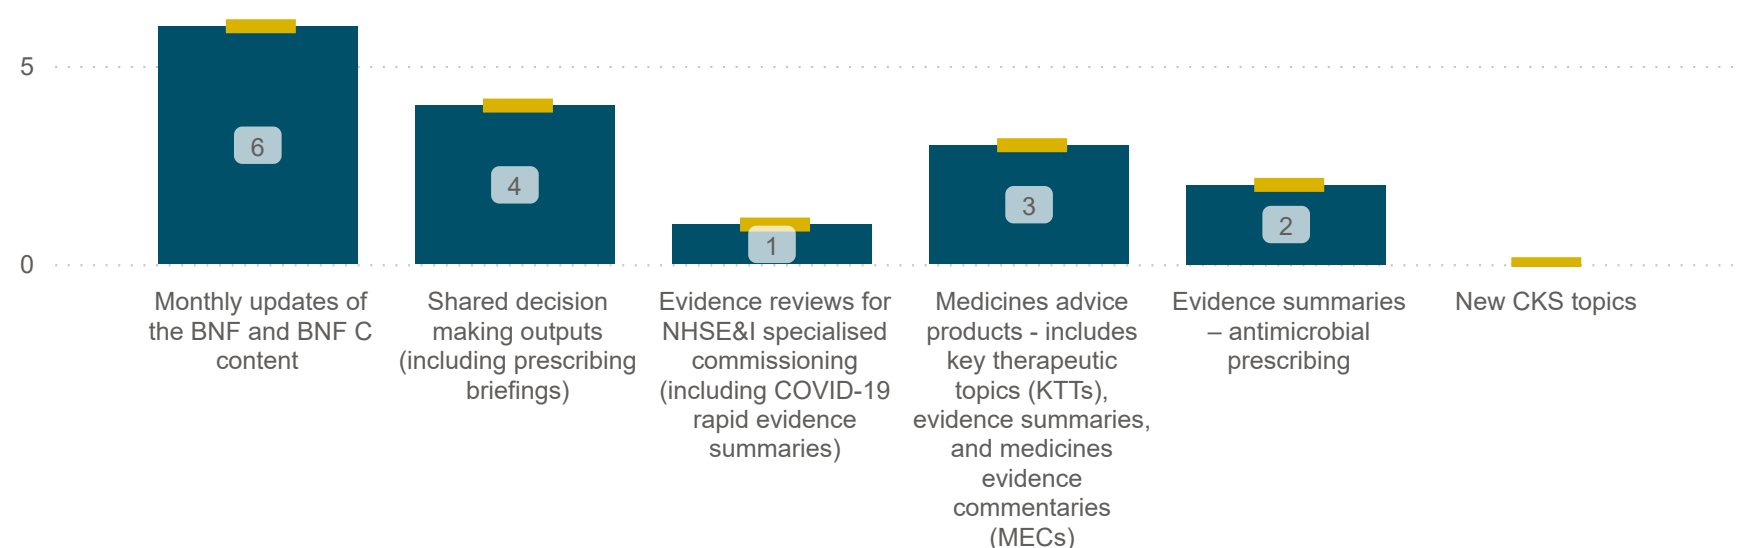 5
0
6
4
1
3
2
Monthly updates of
the BNF and BNF C
content
Shared decision
making outputs
(including prescribing
briefings)
Evidence reviews for
NHSE&I specialised
commissioning
(including COVID-19
rapid evidence
summaries)
Medicines advice
products - includes
key therapeutic
topics (KTTs),
evidence summaries,
and medicines
evidence
commentaries
(MECs)
Evidence summaries
– antimicrobial
prescribing
New CKS topics